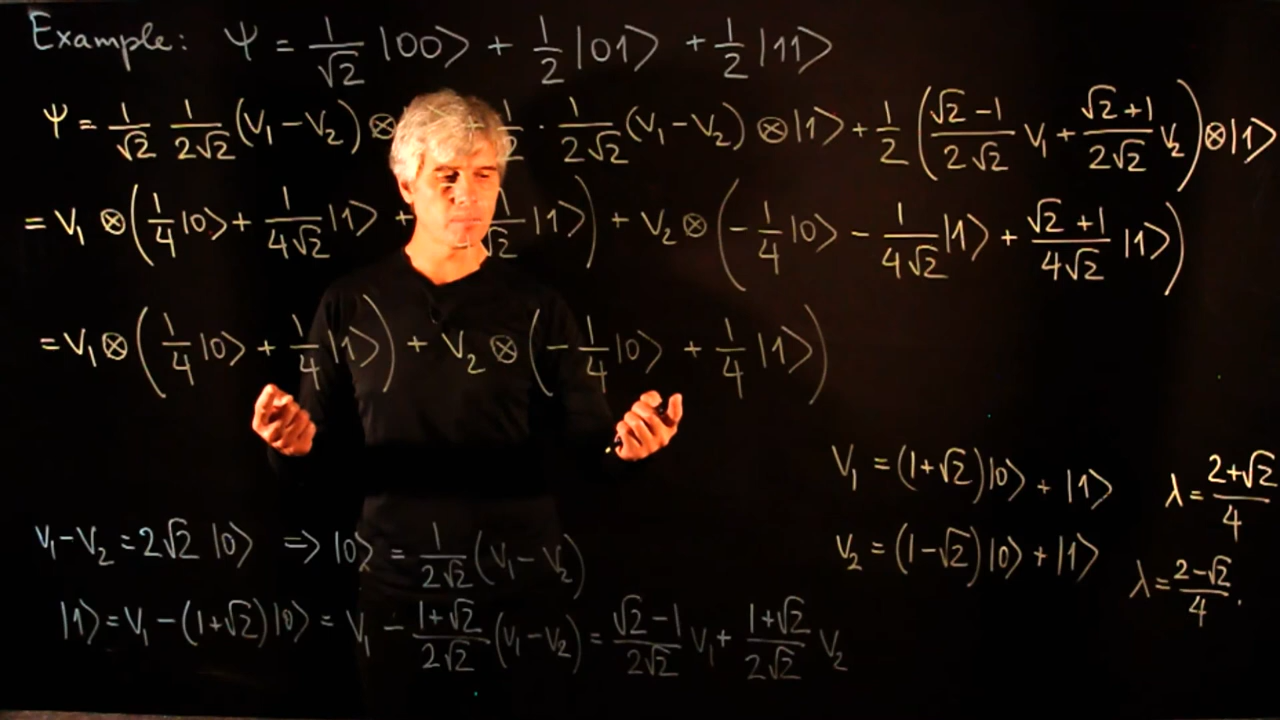 Example: Ψ = 1/√2 |00⟩ + 1/2 |01⟩ + 1/2 |11⟩
Ψ = 1/√2 1/2√2 (V₁ − V₂) ⊗ · 1/2√2 (V₁ − V₂) ⊗ |1⟩ + 1/2 ( √2 − 1/2√2 V₁ + √2 + 1/2√2 V₂ ) ⊗ |1⟩
= V₁ ⊗ ( 1/4 |0⟩ + 1/4√2 |1⟩ + |1⟩ ) + V₂ ⊗ ( − 1/4 |0⟩ − 1/4√2 |1⟩ + √2 + 1/4√2 |1⟩ )
= V₁ ⊗ ( 1/4 |0⟩ + 1/4 |1⟩ ) + V₂ ⊗ ( − 1/4 |0⟩ + 1/4 |1⟩ )
V₁ = (1+√2) |0⟩ + |1⟩ λ = 2+√2/4
V₂ = (1−√2) |0⟩ + |1⟩ λ = 2−√2/4.
V₁ − V₂ = 2√2 |0⟩ ⇒ |0⟩ = 1/2√2 (V₁ − V₂)
|1⟩ = V₁ − (1+√2) |0⟩ = V₁ − 1+√2/2√2 (V₁ − V₂) = √2 − 1/2√2 V₁ + 1+√2/2√2 V₂